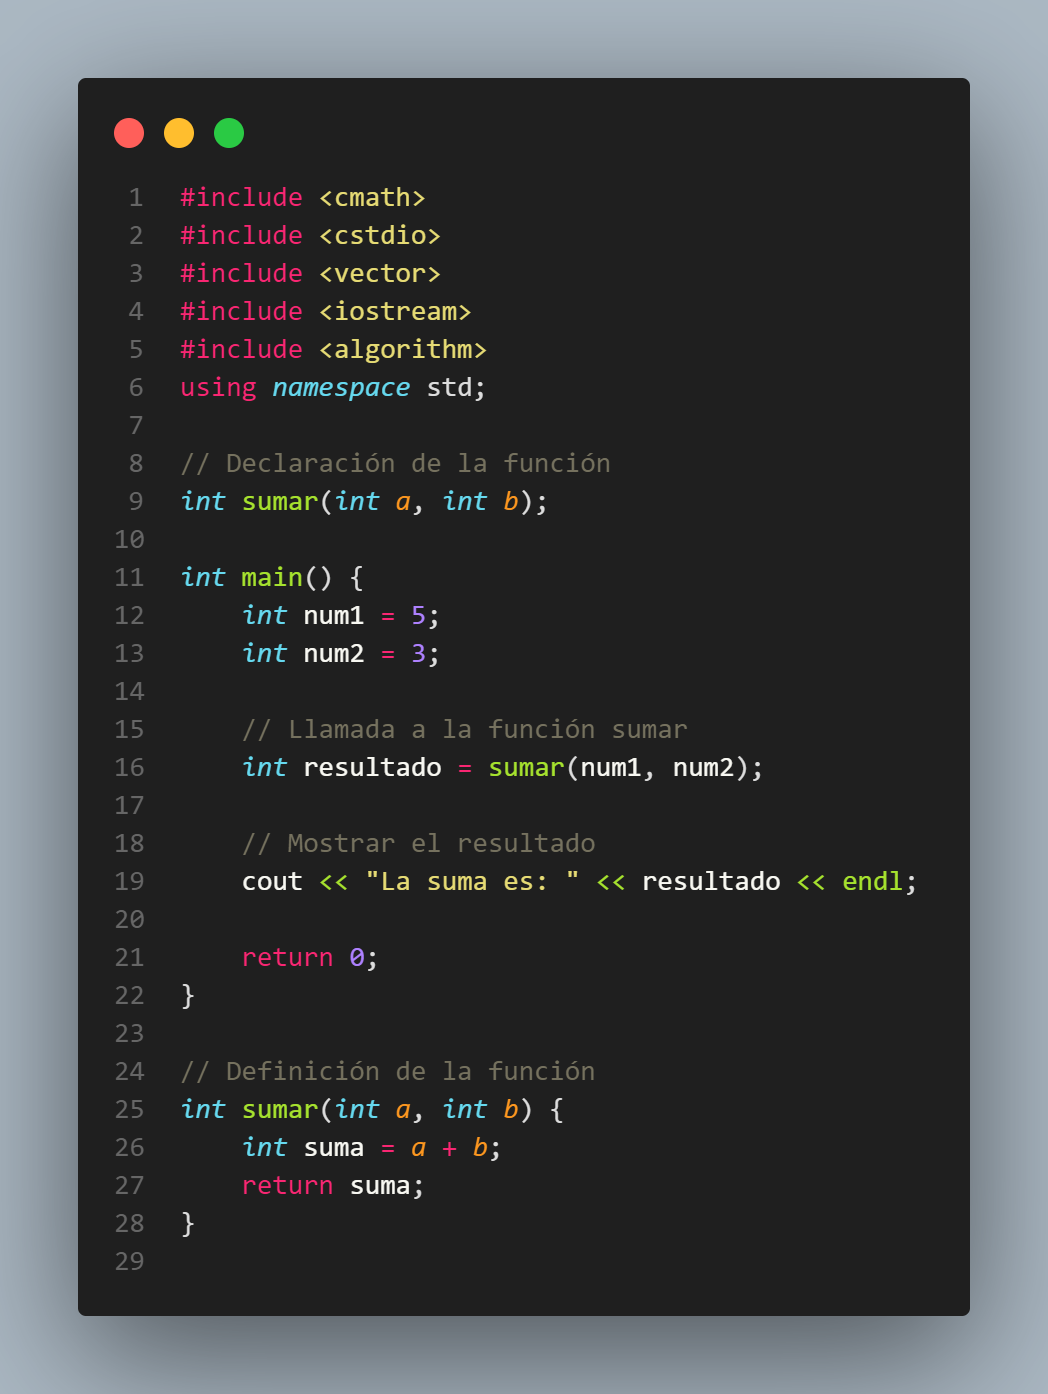 1 #include <cmath>
2 #include <cstdio>
3 #include <vector>
4 #include <iostream>
5 #include <algorithm>
6 using namespace std;
7
8 // Declaración de la función
9 int sumar(int a, int b);
10
11 int main() {
12     int num1 = 5;
13     int num2 = 3;
14
15     // Llamada a la función sumar
16     int resultado = sumar(num1, num2);
17
18     // Mostrar el resultado
19     cout << "La suma es: " << resultado << endl;
20
21     return 0;
22 }
23
24 // Definición de la función
25 int sumar(int a, int b) {
26     int suma = a + b;
27     return suma;
28 }
29